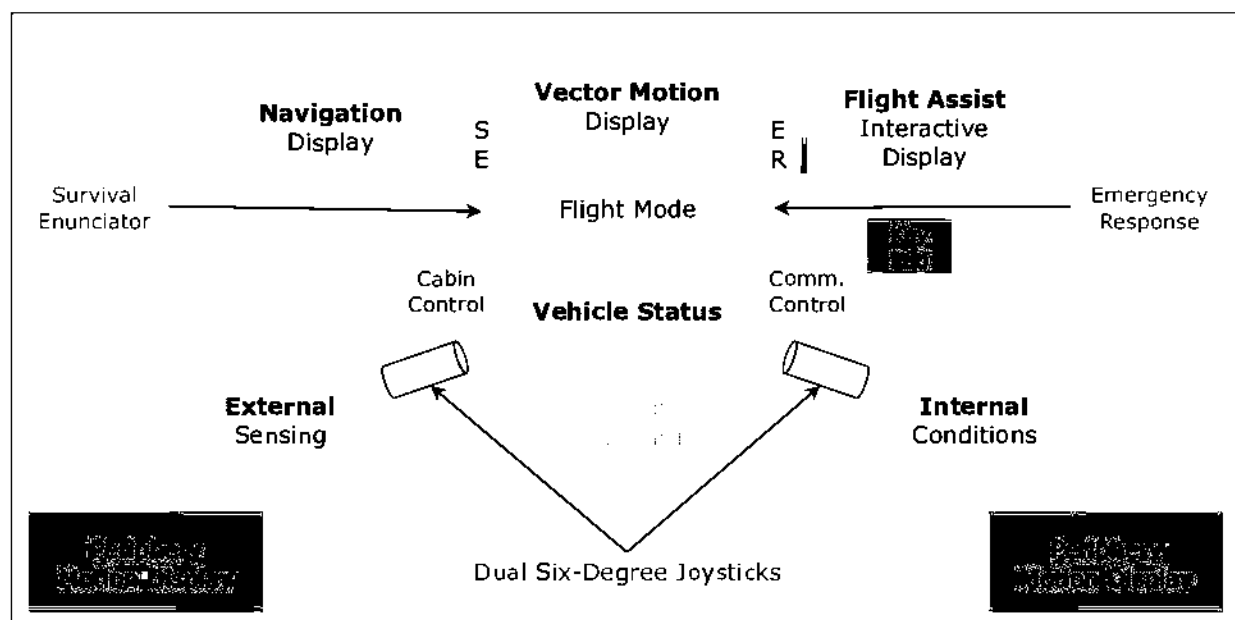 Navigation
Display
S
E
Vector Motion
Display
E
R
Flight Assist
Interactive
Display
Survival
Enunciator
Flight Mode
Emergency
Response
Cabin
Control
Vehicle Status
Comm.
Control
External
Sensing
Internal
Conditions
Dual Six-Degree Joysticks